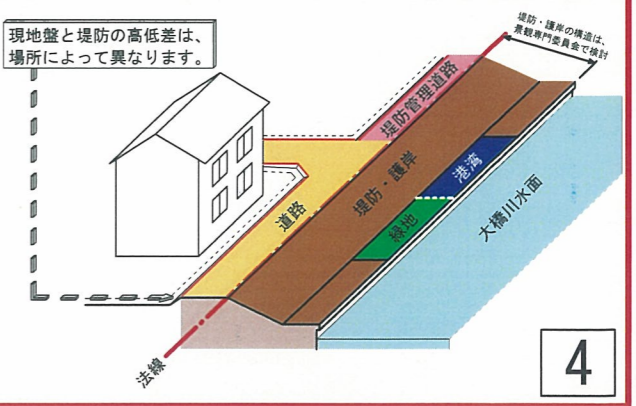 現地盤と堤防の高低差は、
場所によって異なります。
堤防・護岸の構造は、
景観専門委員会で検討
堤防管理道路
堤防・護岸
港湾
道路
緑地
大橋川水面
法線
4